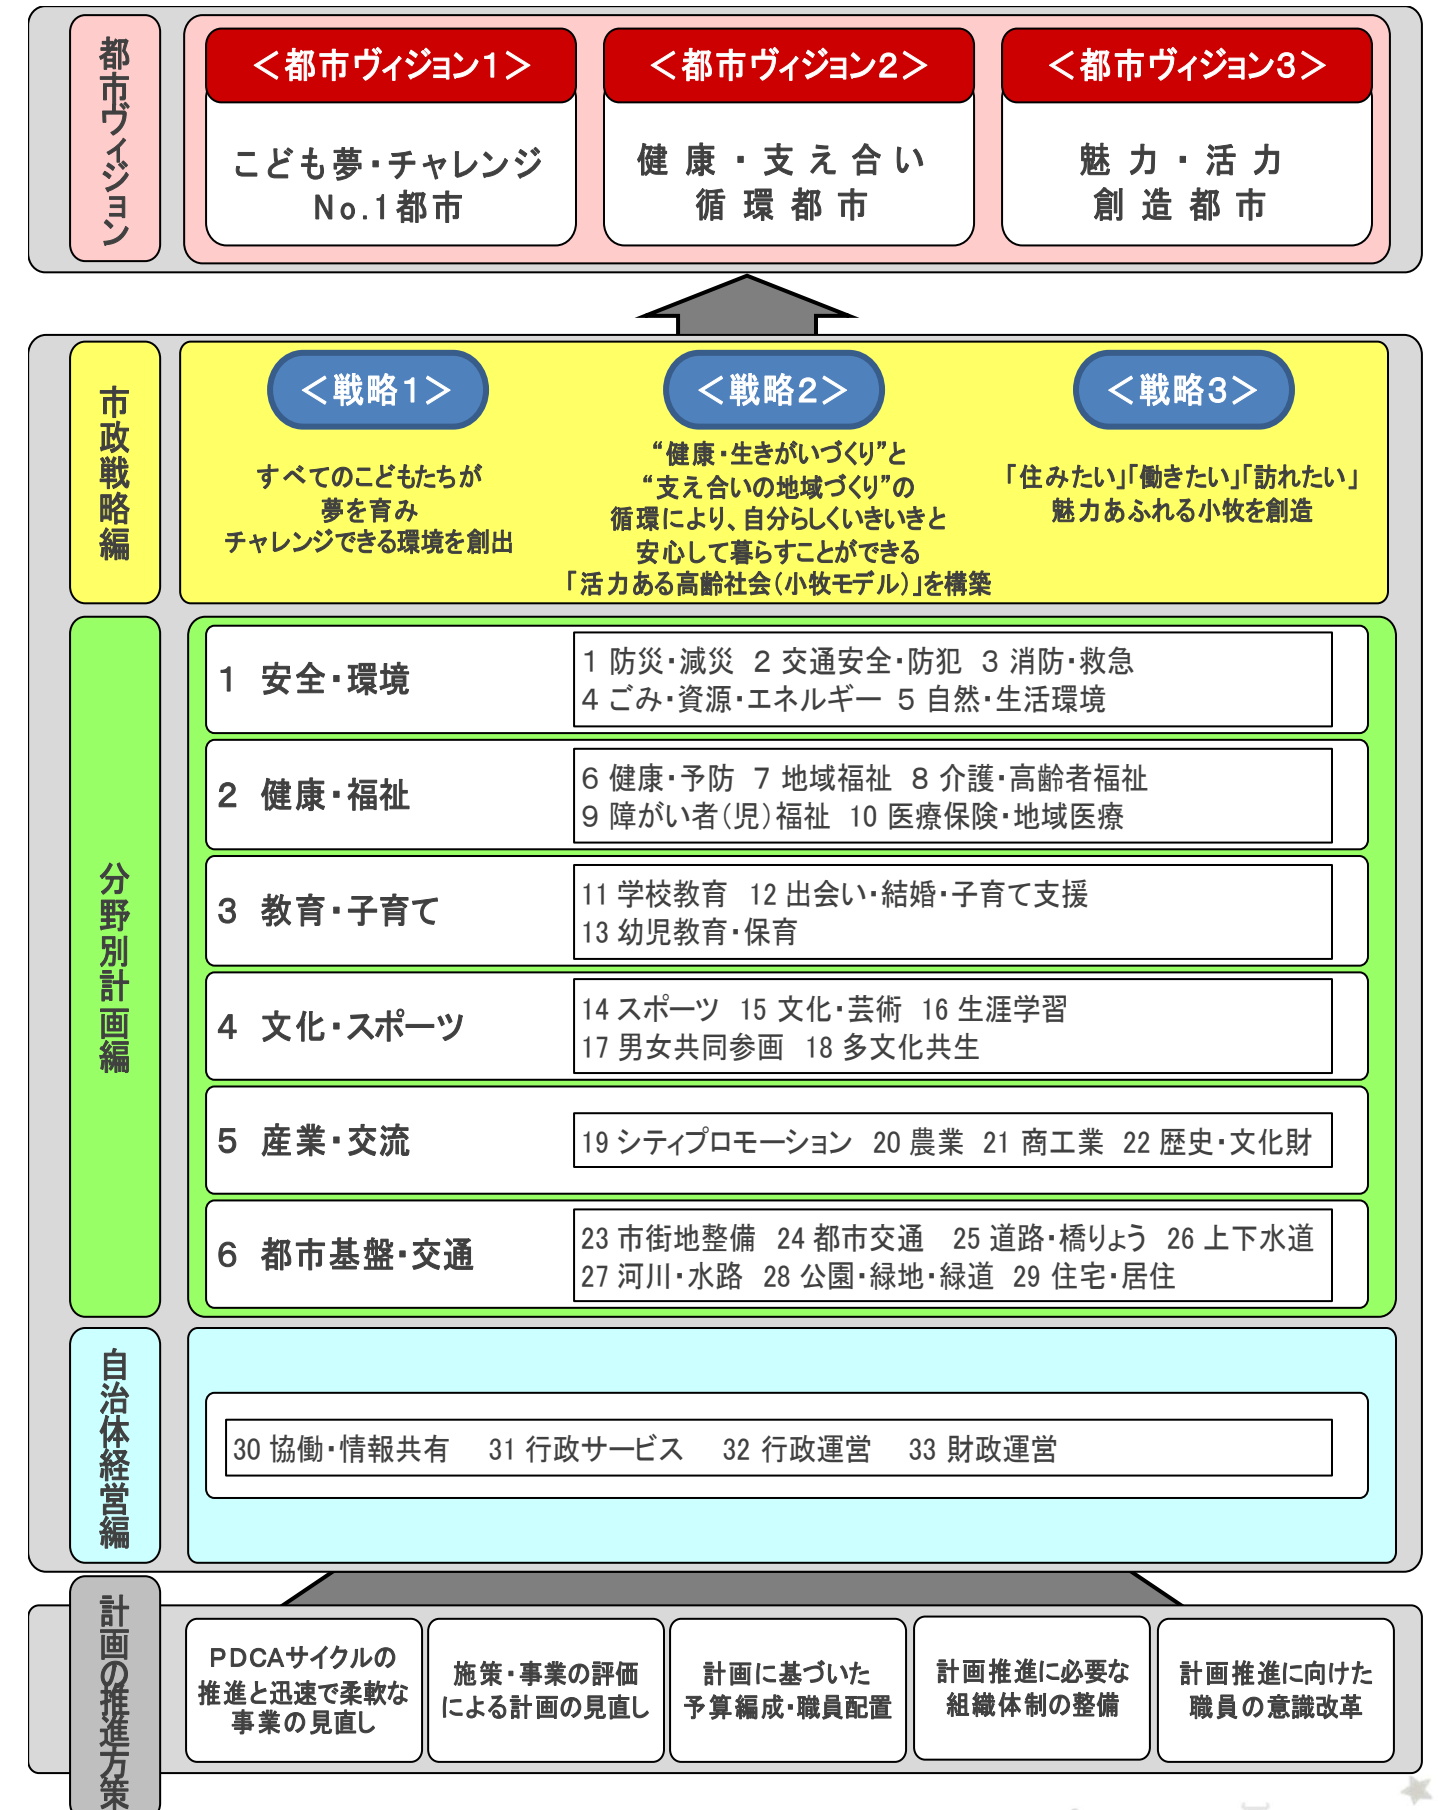 都市ヴィジョン
＜都市ヴィジョン１＞
こども夢・チャレンジ
No.1都市
＜都市ヴィジョン２＞
健康・支え合い
循環都市
＜都市ヴィジョン３＞
魅力・活力
創造都市
市政戦略編
＜戦略１＞
すべてのこどもたちが
夢を育み
チャレンジできる環境を創出
＜戦略２＞
“健康・生きがいづくり”と
“支え合いの地域づくり”の
循環により、自分らしくいきいきと
安心して暮らすことができる
「活力ある高齢社会（小牧モデル）」を構築
＜戦略３＞
「住みたい」「働きたい」「訪れたい」
魅力あふれる小牧を創造
分野別計画編
１ 安全・環境
１ 防災・減災 ２ 交通安全・防犯 ３ 消防・救急
４ ごみ・資源・エネルギー ５ 自然・生活環境
２ 健康・福祉
６ 健康・予防 ７ 地域福祉 ８ 介護・高齢者福祉
９ 障がい者（児）福祉 10 医療保険・地域医療
３ 教育・子育て
11 学校教育 12 出会い・結婚・子育て支援
13 幼児教育・保育
４ 文化・スポーツ
14 スポーツ 15 文化・芸術 16 生涯学習
17 男女共同参画 18 多文化共生
５ 産業・交流
19 シティプロモーション 20 農業 21 商工業 22 歴史・文化財
６ 都市基盤・交通
23 市街地整備 24 都市交通 25 道路・橋りょう 26 上下水道
27 河川・水路 28 公園・緑地・緑道 29 住宅・居住
自治体経営編
30 協働・情報共有 31 行政サービス 32 行政運営 33 財政運営
計画の推進方策
ＰＤＣＡサイクルの
推進と迅速で柔軟な
事業の見直し
施策・事業の評価
による計画の見直し
計画に基づいた
予算編成・職員配置
計画推進に必要な
組織体制の整備
計画推進に向けた
職員の意識改革